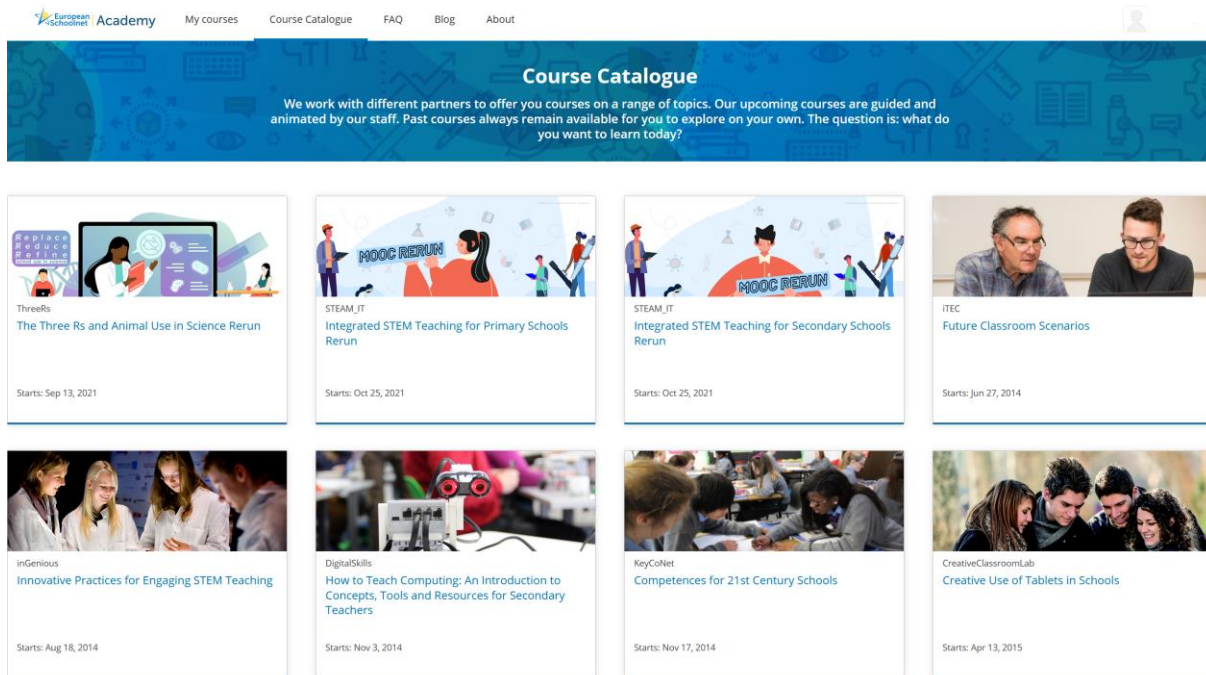 European Schoolnet Academy
My courses
Course Catalogue
FAQ
Blog
About
Course Catalogue
We work with different partners to offer you courses on a range of topics. Our upcoming courses are guided and
animated by our staff. Past courses always remain available for you to explore on your own. The question is: what do
you want to learn today?
Replace
Reduce
Refine
ThreeRs
The Three Rs and Animal Use in Science Rerun
Starts: Sep 13, 2021
MOOC RERUN
STEAM_IT
Integrated STEM Teaching for Primary Schools
Rerun
Starts: Oct 25, 2021
MOOC RERUN
STEAM_IT
Integrated STEM Teaching for Secondary Schools
Rerun
Starts: Oct 25, 2021
iTEC
Future Classroom Scenarios
Starts: Jun 27, 2014
inGenious
Innovative Practices for Engaging STEM Teaching
Starts: Aug 18, 2014
DigitalSkills
How to Teach Computing: An Introduction to
Concepts, Tools and Resources for Secondary
Teachers
Starts: Nov 3, 2014
KeyCoNet
Competences for 21st Century Schools
Starts: Nov 17, 2014
CreativeClassroomLab
Creative Use of Tablets in Schools
Starts: Apr 13, 2015